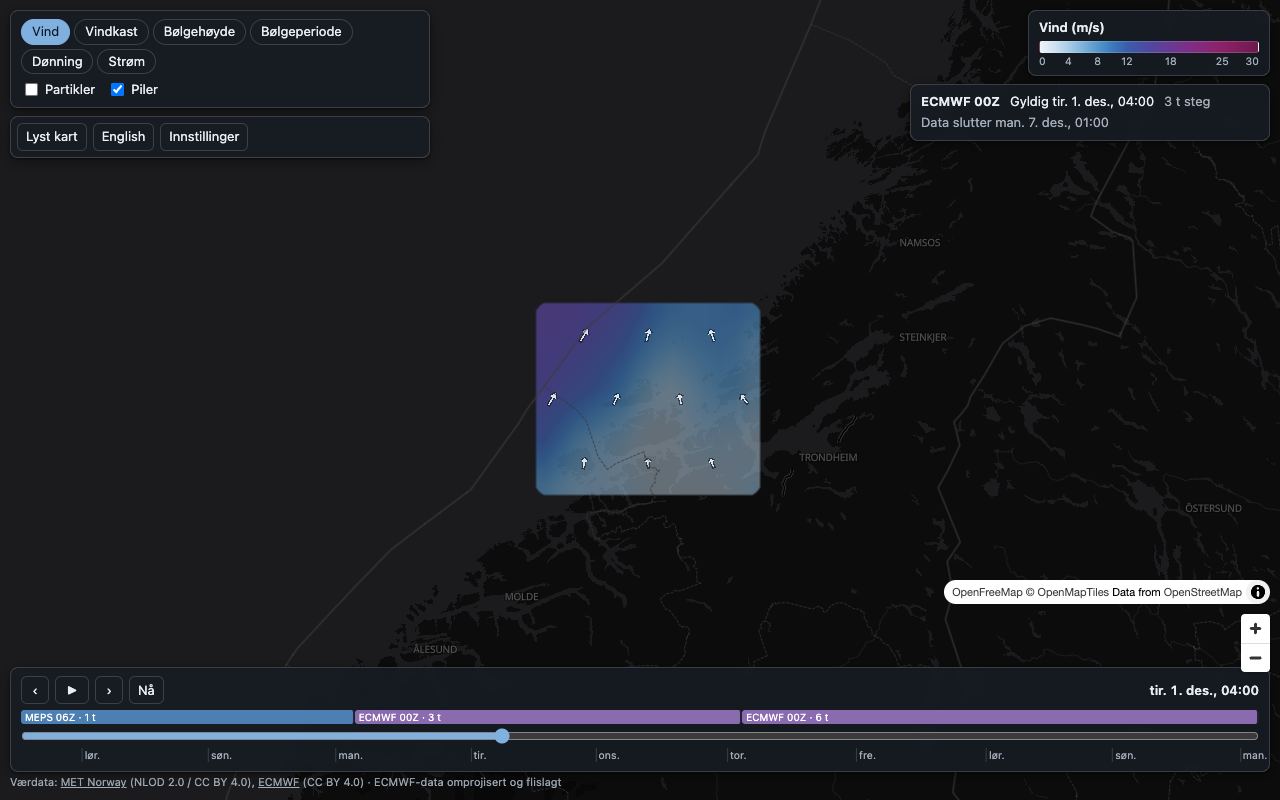 Vind Vindkast Bølgehøyde Bølgeperiode
Dønning Strøm
Partikler Piler
Lyst kart English Innstillinger
Vind (m/s)
0 4 8 12 18 25 30
ECMWF 00Z Gyldig tir. 1. des., 04:00 3 t steg
Data slutter man. 7. des., 01:00
NAMSOS
STEINKJER
TRONDHEIM
ÖSTERSUND
MOLDE
ÅLESUND
OpenFreeMap © OpenMapTiles Data from OpenStreetMap
+
−
‹ › Nå tir. 1. des., 04:00
MEPS 06Z · 1 t ECMWF 00Z · 3 t ECMWF 00Z · 6 t
lør. søn. man. tir. ons. tor. fre. lør. søn. man.
Værdata: MET Norway (NLOD 2.0 / CC BY 4.0), ECMWF (CC BY 4.0) · ECMWF-data omprojisert og flislagt